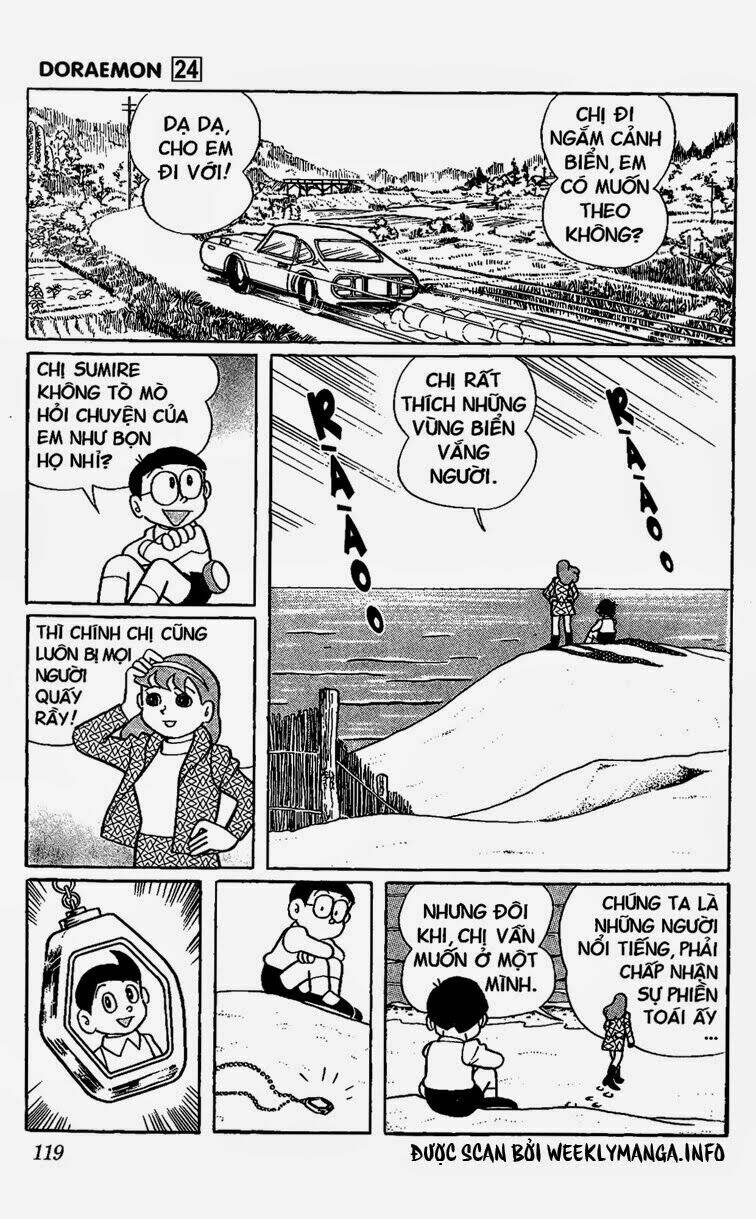 DORAEMON 24
CHỊ ĐI
NGẮM CẢNH
BIỂN, EM
CÓ MUỐN
THEO
KHÔNG?
DẠ DẠ,
CHO EM
ĐI VỚI!
CHỊ RẤT
THÍCH NHỮNG
VÙNG BIỂN
VẮNG
NGƯỜI.
R-À-ÀO
R-À-ÀO
CHỊ SUMIRE
KHÔNG TÒ MÒ
HỎI CHUYỆN CỦA
EM NHƯ BỌN
HỌ NHỈ?
THÌ CHÍNH CHỊ CŨNG
LUÔN BỊ MỌI
NGƯỜI
QUẤY
RẦY!
CHÚNG TA LÀ
NHỮNG NGƯỜI
NỔI TIẾNG, PHẢI
CHẤP NHẬN
SỰ PHIỀN
TOÁI ẤY
...
NHƯNG ĐÔI
KHI, CHỊ VẪN
MUỐN Ở MỘT
MÌNH.
119
ĐƯỢC SCAN BỞI WEEKLYMANGA.INFO